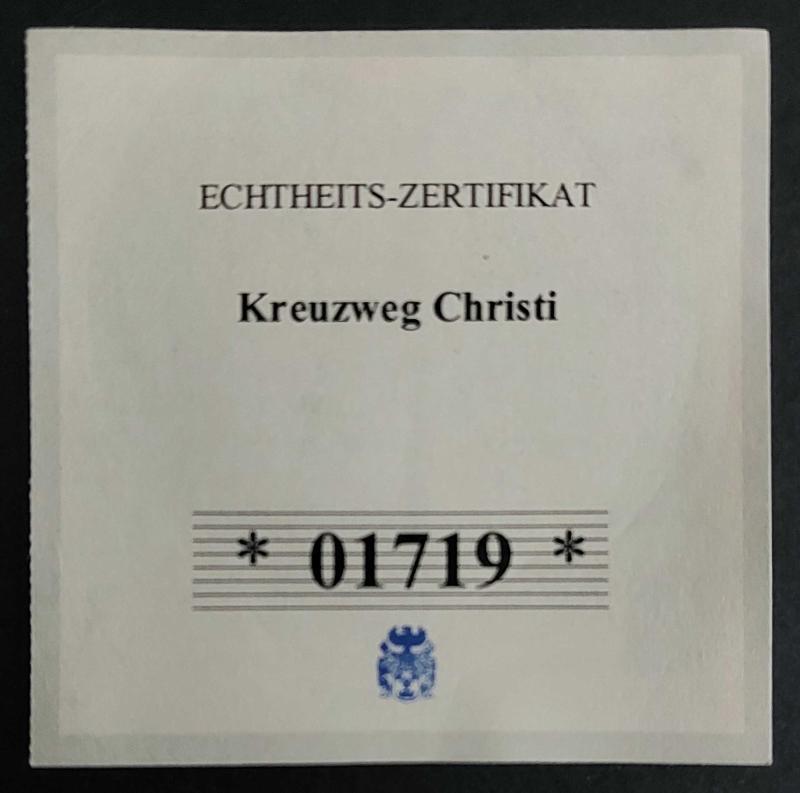 ECHTHEITS-ZERTIFIKAT
Kreuzweg Christi
* 01719 *